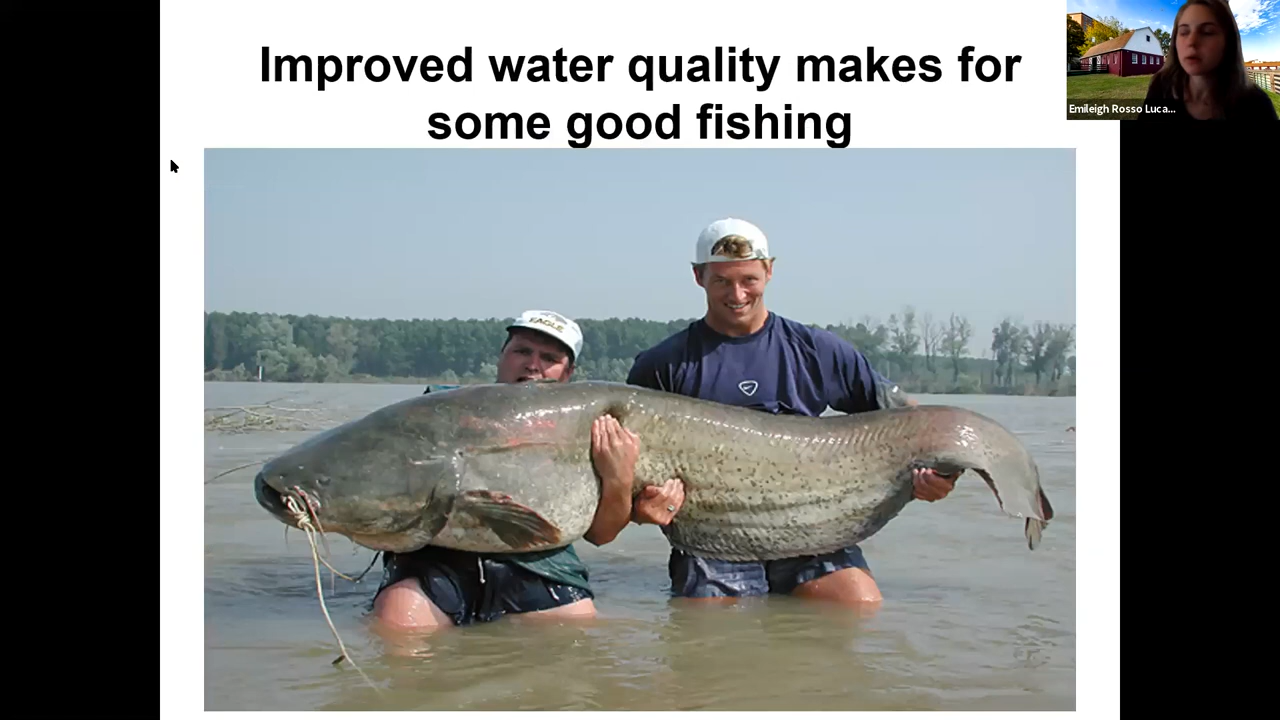 Improved water quality makes for
some good fishing
Emileigh Rosso Luca...
EAGLE